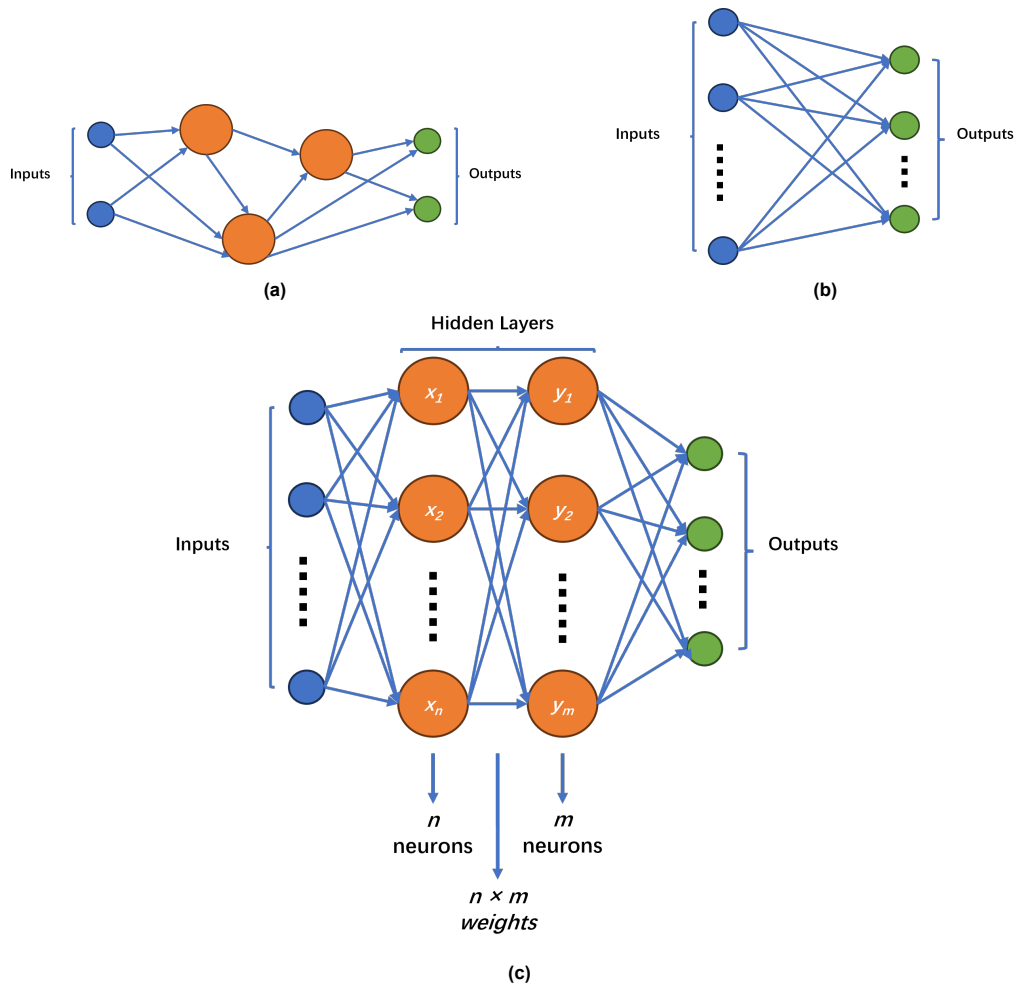 Inputs
Outputs
(a)
Inputs
Outputs
(b)
Hidden Layers
x1
y1
x2
y2
Inputs
Outputs
xn
ym
n
neurons
m
neurons
n × m
weights
(c)